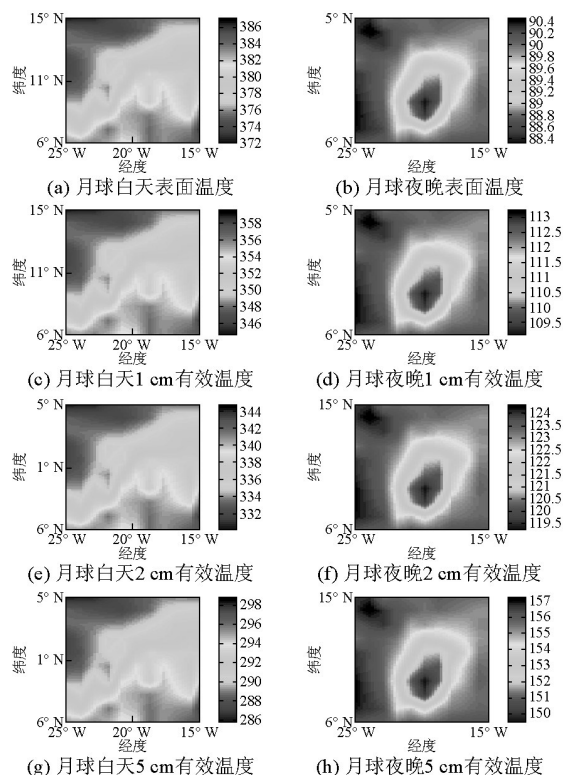 15° N
11° N
6° N
纬度
25° W
20° W
15° W
经度
386
384
382
380
378
376
374
372
(a) 月球白天表面温度
15° N
6° N
纬度
15° W
经度
90.4
90.2
90
89.8
89.6
89.4
89.2
89
88.8
88.6
88.4
(b) 月球夜晚表面温度
15° N
11° N
6° N
纬度
25° W
20° W
15° W
经度
358
356
354
352
350
348
346
(c) 月球白天1 cm有效温度
15° N
6° N
纬度
15° W
经度
113
112.5
112
111.5
111
110.5
110
109.5
(d) 月球夜晚1 cm有效温度
5° N
1° N
6° N
纬度
25° W
20° W
15° W
经度
344
342
340
338
336
334
332
330
(e) 月球白天2 cm有效温度
5° N
6° N
纬度
15° W
经度
124
123.5
123
122.5
122
121.5
121
120.5
120
119.5
(f) 月球夜晚2 cm有效温度
5° N
1° N
6° N
纬度
25° W
20° W
15° W
经度
298
296
294
292
290
288
286
(g) 月球白天5 cm有效温度
5° N
6° N
纬度
15° W
经度
157
156
155
154
153
152
151
150
(h) 月球夜晚5 cm有效温度